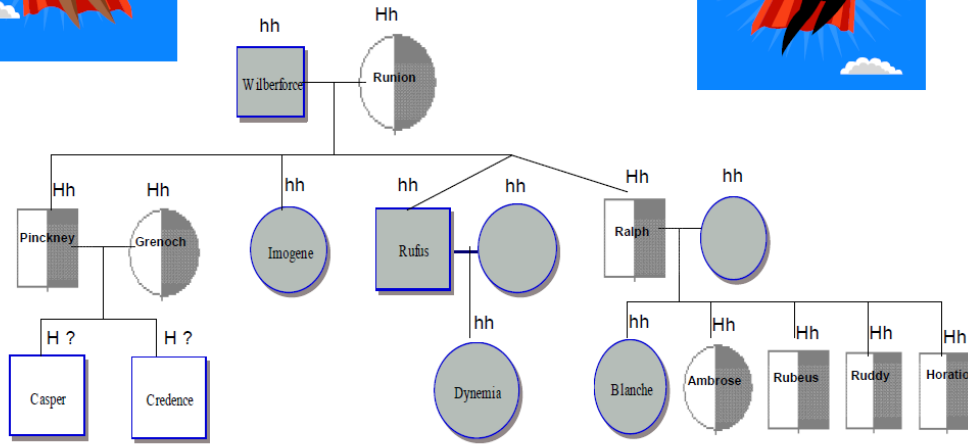 hh
Hh
Wilberforce
Runion
Hh
Hh
hh
hh
hh
Hh
hh
Pinckney
Grenoch
Imogene
Rufus
Ralph
H ?
H ?
hh
hh
Hh
Hh
Hh
Hh
Casper
Credence
Dynemia
Blanche
Ambrose
Rubeus
Ruddy
Horatio